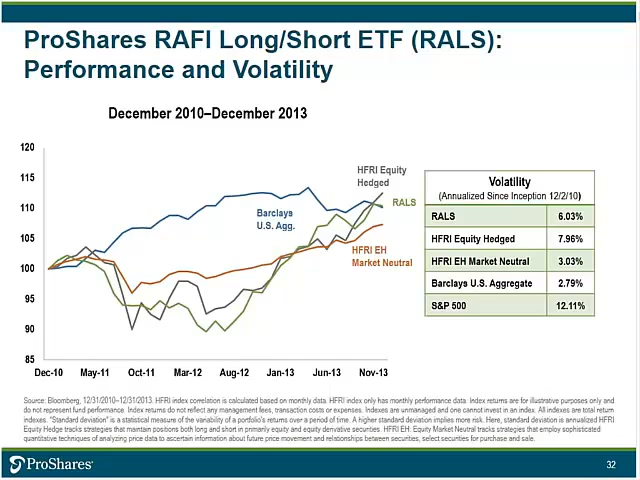 ProShares RAFI Long/Short ETF (RALS):
Performance and Volatility
December 2010–December 2013
120
115
110
105
100
95
90
85
Dec-10 May-11 Oct-11 Mar-12 Aug-12 Jan-13 Jun-13 Nov-13
HFRI Equity
Hedged
RALS
Barclays
U.S. Agg.
HFRI EH
Market Neutral
Volatility
(Annualized Since Inception 12/2/10)
RALS 6.03%
HFRI Equity Hedged 7.96%
HFRI EH Market Neutral 3.03%
Barclays U.S. Aggregate 2.79%
S&P 500 12.11%
Source: Bloomberg, 12/31/2010–12/31/2013. HFRI index correlation is calculated based on monthly data. HFRI index only has monthly performance data. Index returns are for illustrative purposes only and
do not represent fund performance. Index returns do not reflect any management fees, transaction costs or expenses. Indexes are unmanaged and one cannot invest in an index. All indexes are total return
indexes. "Standard deviation" is a statistical measure of the variability of a portfolio's returns over a period of time. A higher standard deviation implies more risk. Here, standard deviation is annualized HFRI
Equity Hedge tracks strategies that maintain positions both long and short in primarily equity and equity derivative securities. HFRI EH: Equity Market Neutral tracks strategies that employ sophisticated
quantitative techniques of analyzing price data to ascertain information about future price movement and relationships between securities, select securities for purchase and sale.
ProShares
32